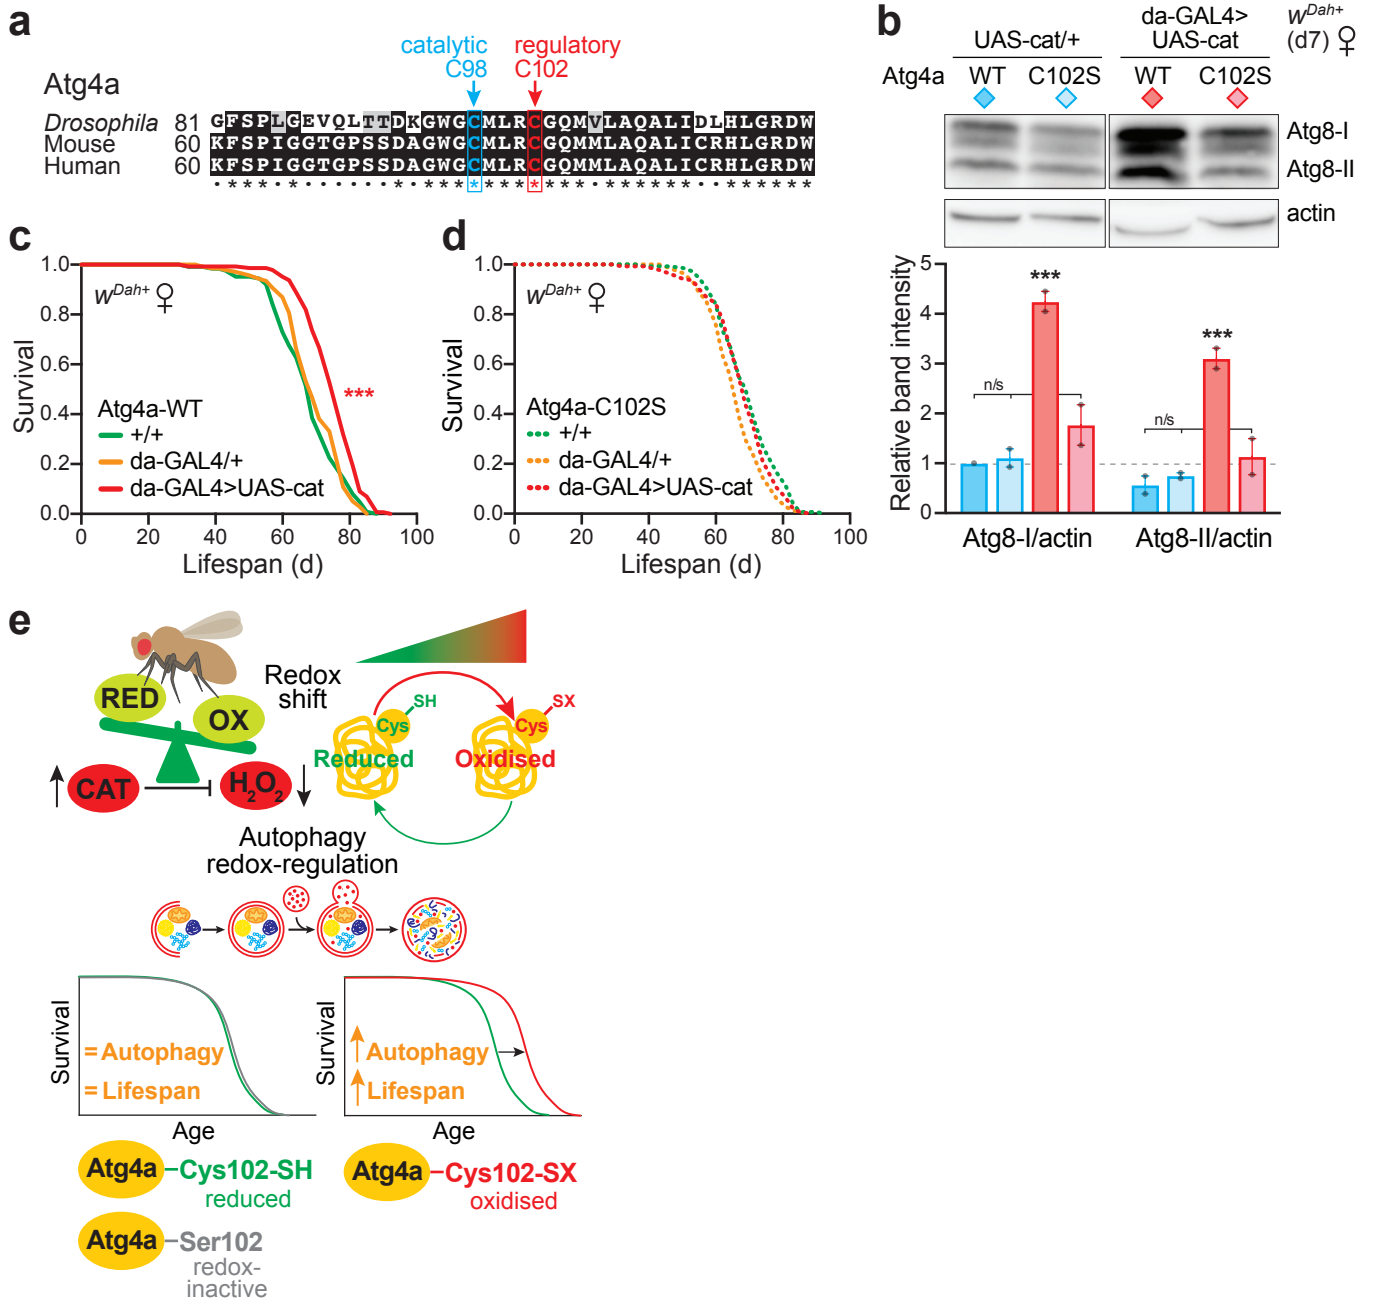 a
catalytic
C98
regulatory
C102
Atg4a
Drosophila 81 GFSPLGEVQLTTDKGWGCMLRCGQMVLAQALIDLHLGRDW
Mouse 60 KFSPIGGTGPSSDAGWGCMLRCGQMMLAQALICRHLGRDW
Human 60 KFSPIGGTGPSSDAGWGCMLRCGQMMLAQALICRHLGRDW
b
UAS-cat/+
da-GAL4>
UAS-cat
w^Dah+
(d7) ♀
Atg4a WT C102S WT C102S
Atg8-I
Atg8-II
actin
Relative band intensity
5
4
3
2
1
0
n/s
***
n/s
***
Atg8-I/actin
Atg8-II/actin
c
Survival
1.0
0.8
0.6
0.4
0.2
0.0
w^Dah+ ♀
***
Atg4a-WT
+/+
da-GAL4/+
da-GAL4>UAS-cat
0 20 40 60 80 100
Lifespan (d)
d
Survival
1.0
0.8
0.6
0.4
0.2
0.0
w^Dah+ ♀
Atg4a-C102S
+/+
da-GAL4/+
da-GAL4>UAS-cat
0 20 40 60 80 100
Lifespan (d)
e
RED
OX
CAT
H2O2
Redox
shift
Cys
SH
Reduced
Cys
SX
Oxidised
Autophagy
redox-regulation
Survival
= Autophagy
= Lifespan
Age
Atg4a
Cys102-SH
reduced
Atg4a
Ser102
redox-
inactive
Survival
Autophagy
Lifespan
Age
Atg4a
Cys102-SX
oxidised